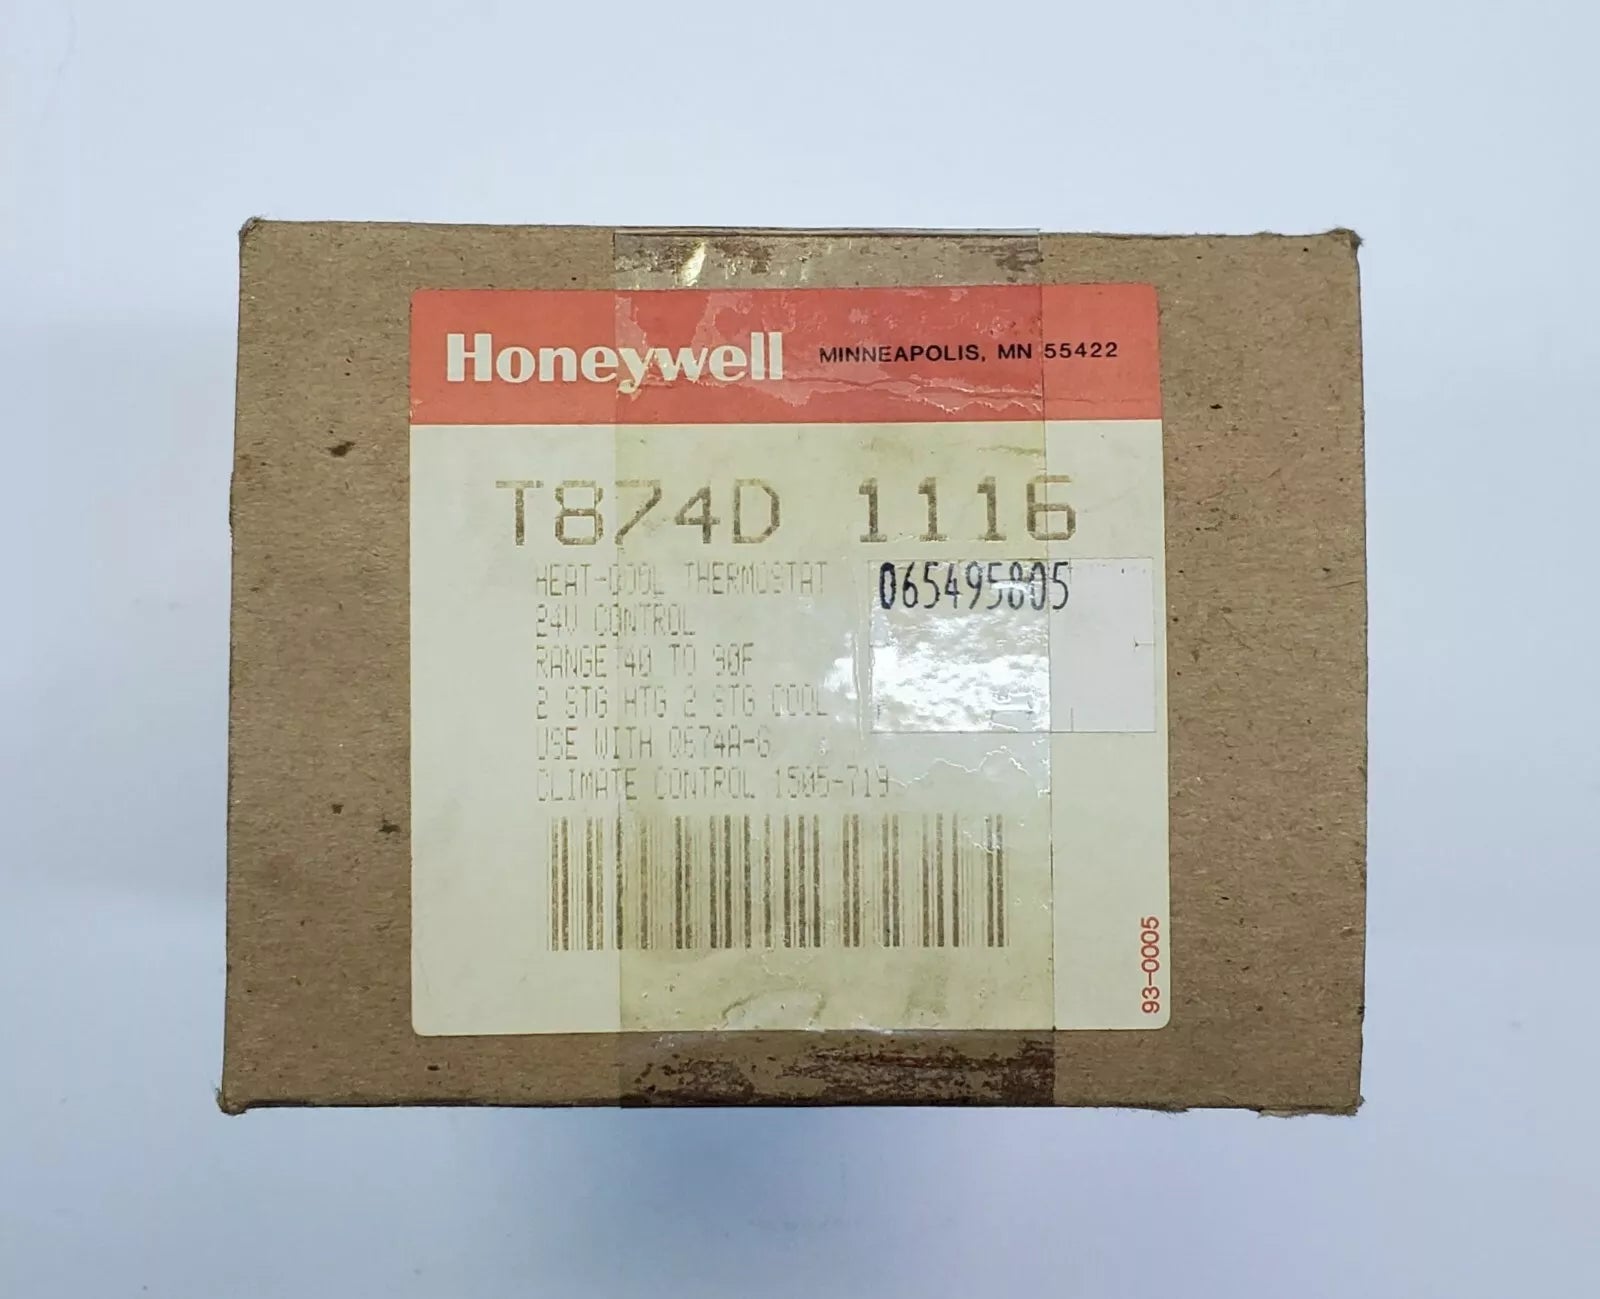 Honeywell MINNEAPOLIS, MN 55422
T874D 1116
HEAT-COOL THERMOSTAT
065495805
24V CONTROL
RANGE 40 TO 90F
2 STG HTG 2 STG COOL
USE WITH Q674A-G
CLIMATE CONTROL 1505-719
93-0005